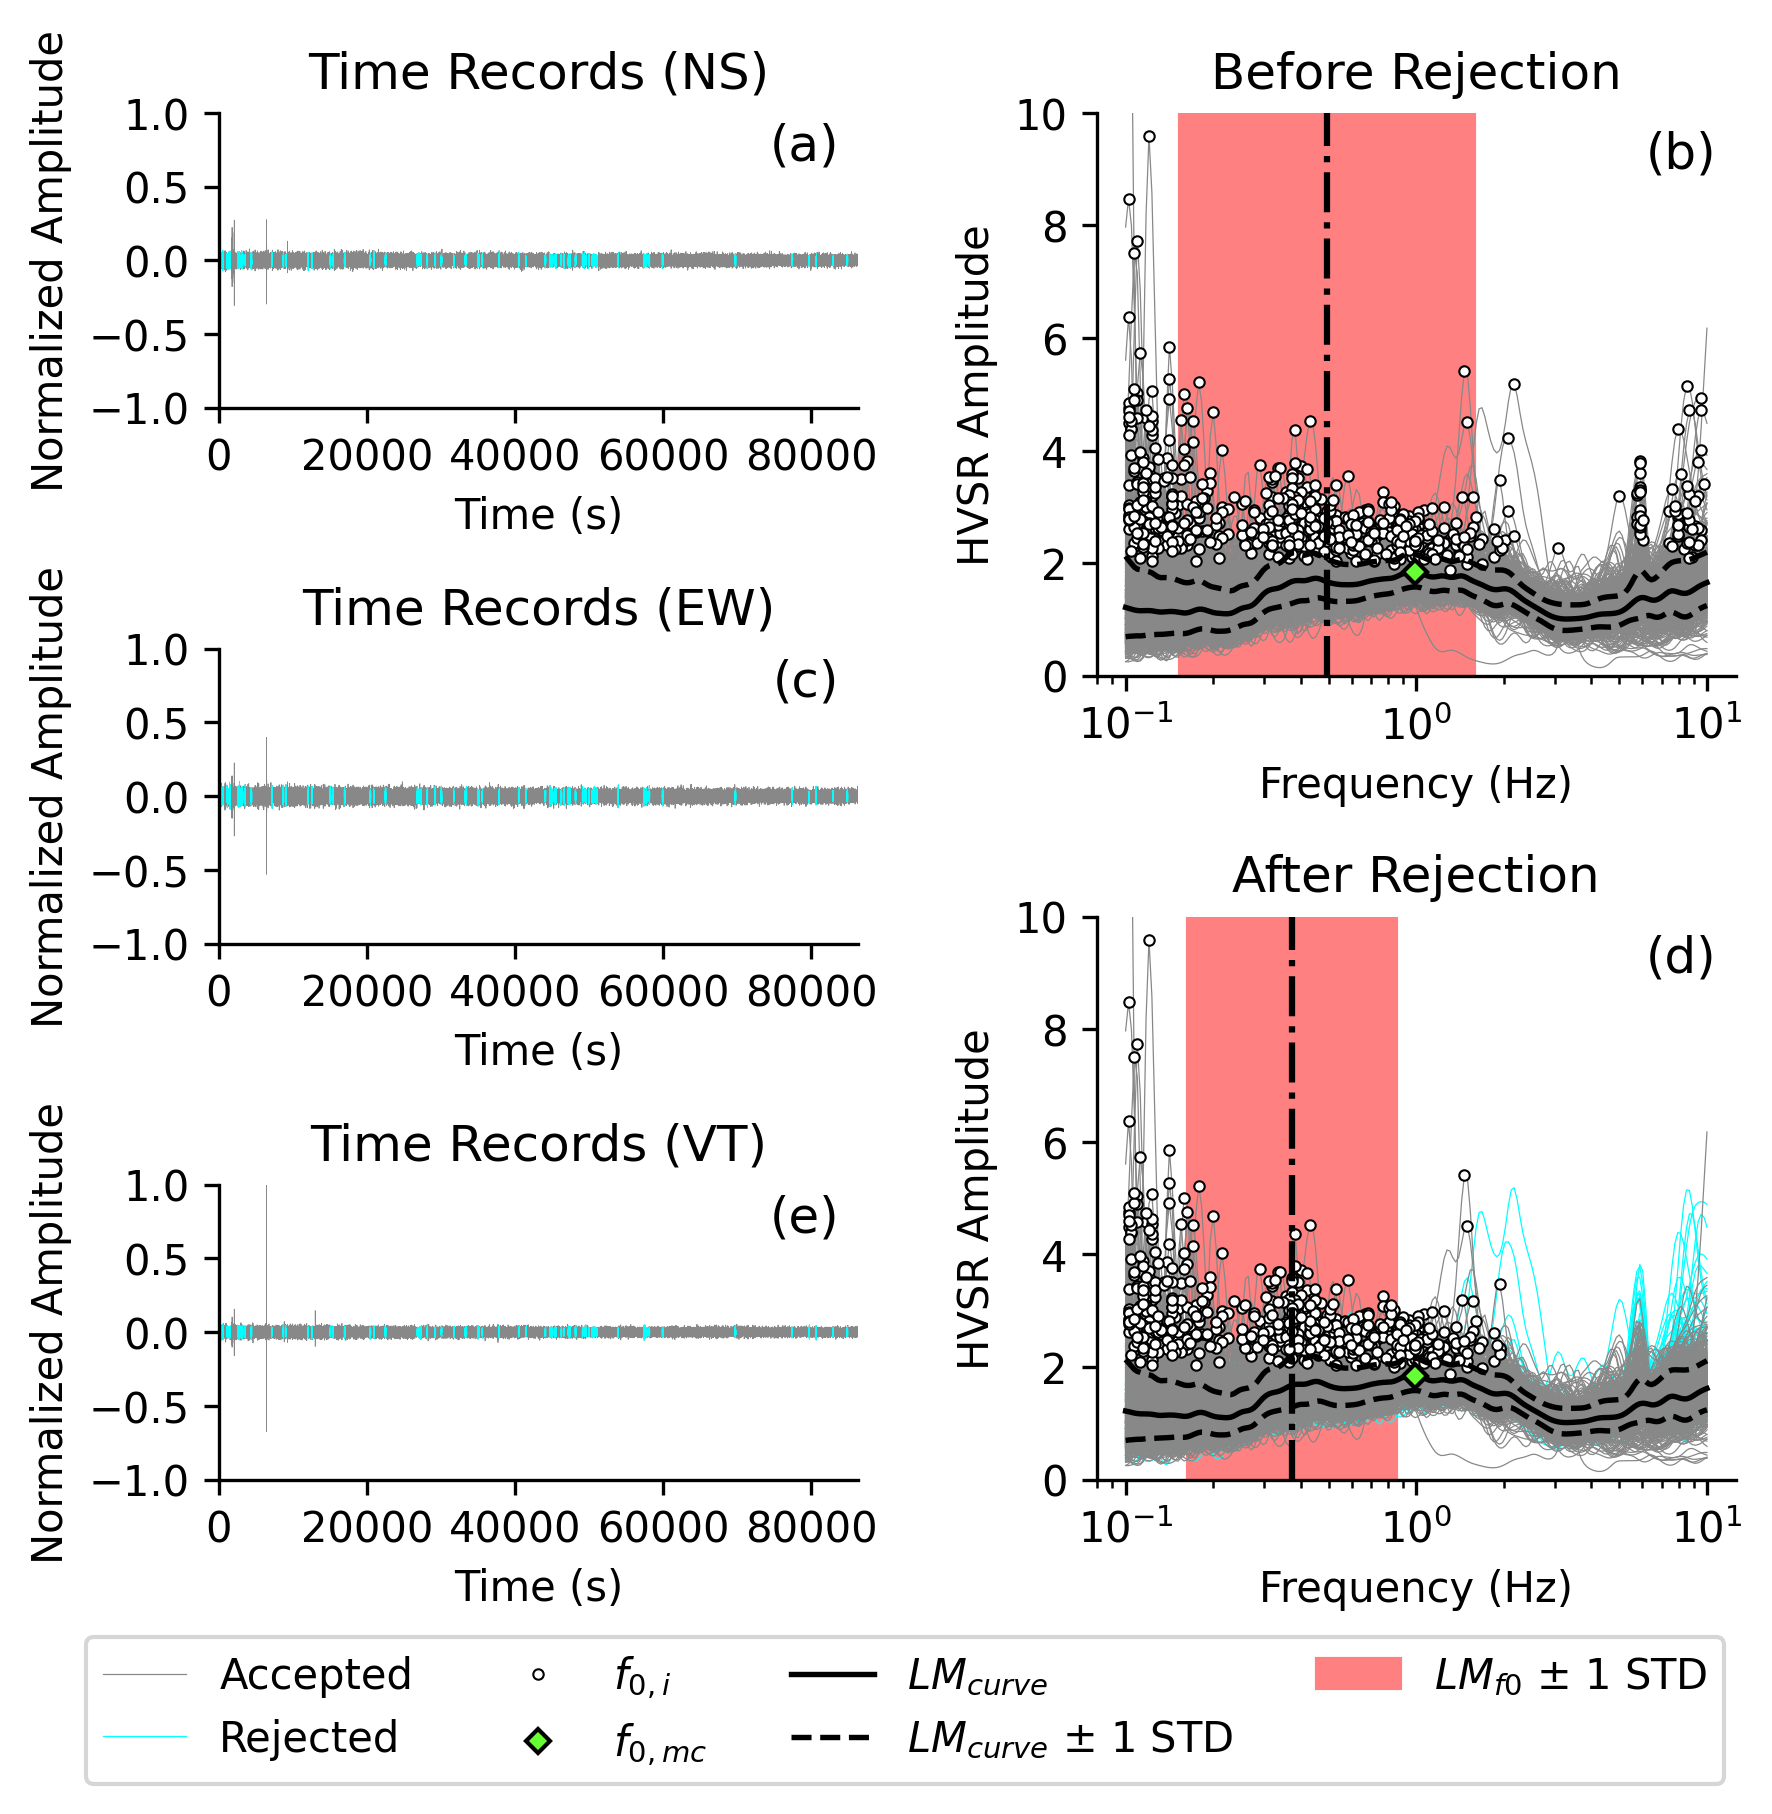 Time Records (NS)
(a)
Normalized Amplitude
1.0
0.5
0.0
−0.5
−1.0
0 20000 40000 60000 80000
Time (s)
Before Rejection
(b)
HVSR Amplitude
10
8
6
4
2
0
10⁻¹ 10⁰ 10¹
Frequency (Hz)
Time Records (EW)
(c)
Normalized Amplitude
1.0
0.5
0.0
−0.5
−1.0
0 20000 40000 60000 80000
Time (s)
After Rejection
(d)
HVSR Amplitude
10
8
6
4
2
0
10⁻¹ 10⁰ 10¹
Frequency (Hz)
Time Records (VT)
(e)
Normalized Amplitude
1.0
0.5
0.0
−0.5
−1.0
0 20000 40000 60000 80000
Time (s)
Accepted
Rejected
f0,i
f0,mc
LMcurve
LMcurve ± 1 STD
LMf0 ± 1 STD